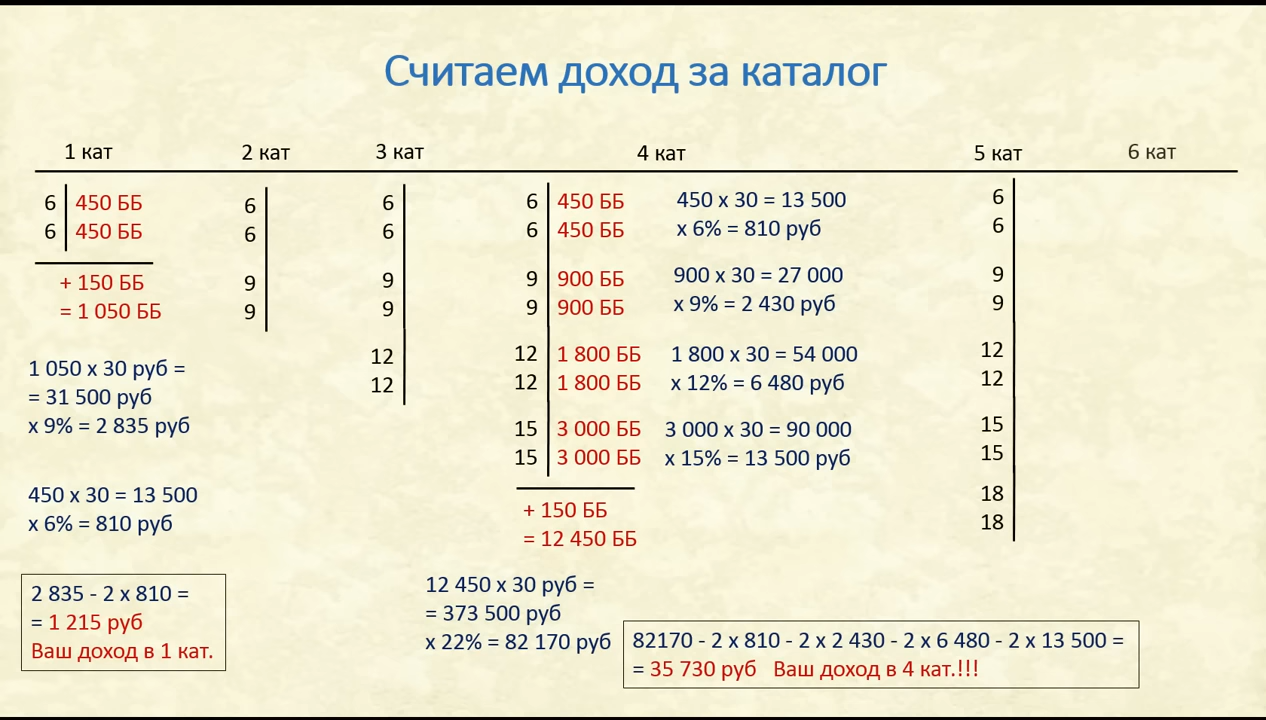 Считаем доход за каталог
1 кат
2 кат
3 кат
4 кат
5 кат
6 кат
6 450 ББ
6 450 ББ
+ 150 ББ
= 1 050 ББ
1 050 х 30 руб =
= 31 500 руб
х 9% = 2 835 руб
450 х 30 = 13 500
х 6% = 810 руб
2 835 - 2 х 810 =
= 1 215 руб
Ваш доход в 1 кат.
6
6
9
9
6
6
9
9
12
12
6 450 ББ
6 450 ББ
9 900 ББ
9 900 ББ
12 1 800 ББ
12 1 800 ББ
15 3 000 ББ
15 3 000 ББ
+ 150 ББ
= 12 450 ББ
450 х 30 = 13 500
х 6% = 810 руб
900 х 30 = 27 000
х 9% = 2 430 руб
1 800 х 30 = 54 000
х 12% = 6 480 руб
3 000 х 30 = 90 000
х 15% = 13 500 руб
12 450 х 30 руб =
= 373 500 руб
х 22% = 82 170 руб
82170 - 2 х 810 - 2 х 2 430 - 2 х 6 480 - 2 х 13 500 =
= 35 730 руб Ваш доход в 4 кат.!!!
6
6
9
9
12
12
15
15
18
18